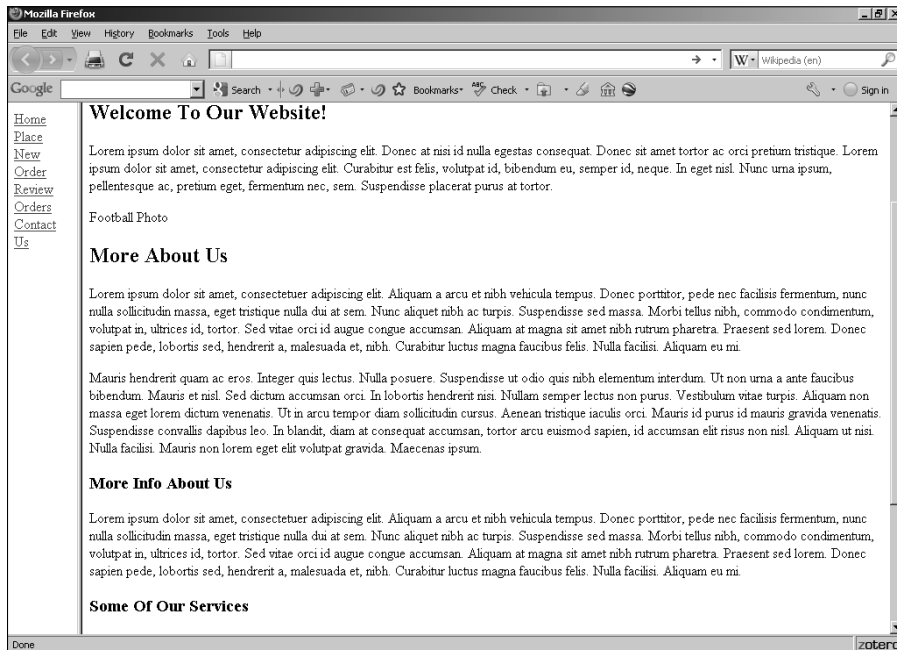 Mozilla Firefox
File Edit View History Bookmarks Tools Help
W Wikipedia (en)
Google Search Bookmarks ABC Check Sign in
Home
Place
New
Order
Review
Orders
Contact
Us
Welcome To Our Website!
Lorem ipsum dolor sit amet, consectetur adipiscing elit. Donec at nisi id nulla egestas consequat. Donec sit amet tortor ac orci pretium tristique. Lorem
ipsum dolor sit amet, consectetur adipiscing elit. Curabitur est felis, volutpat id, bibendum eu, semper id, neque. In eget nisl. Nunc urna ipsum,
pellentesque ac, pretium eget, fermentum nec, sem. Suspendisse placerat purus at tortor.
Football Photo
More About Us
Lorem ipsum dolor sit amet, consectetuer adipiscing elit. Aliquam a arcu et nibh vehicula tempus. Donec porttitor, pede nec facilisis fermentum, nunc
nulla sollicitudin massa, eget tristique nulla dui at sem. Nunc aliquet nibh ac turpis. Suspendisse sed massa. Morbi tellus nibh, commodo condimentum,
volutpat in, ultrices id, tortor. Sed vitae orci id augue congue accumsan. Aliquam at magna sit amet nibh rutrum pharetra. Praesent sed lorem. Donec
sapien pede, lobortis sed, hendrerit a, malesuada et, nibh. Curabitur luctus magna faucibus felis. Nulla facilisi. Aliquam eu mi.
Mauris hendrerit quam ac eros. Integer quis lectus. Nulla posuere. Suspendisse ut odio quis nibh elementum interdum. Ut non urna a ante faucibus
bibendum. Mauris et nisl. Sed dictum accumsan orci. In lobortis hendrerit nisi. Nullam semper lectus non purus. Vestibulum vitae turpis. Aliquam non
massa eget lorem dictum venenatis. Ut in arcu tempor diam sollicitudin cursus. Aenean tristique iaculis orci. Mauris id purus id mauris gravida venenatis.
Suspendisse convallis dapibus leo. In blandit, diam at consequat accumsan, tortor arcu euismod sapien, id accumsan elit risus non nisl. Aliquam ut nisi.
Nulla facilisi. Mauris non lorem eget elit volutpat gravida. Maecenas ipsum.
More Info About Us
Lorem ipsum dolor sit amet, consectetuer adipiscing elit. Aliquam a arcu et nibh vehicula tempus. Donec porttitor, pede nec facilisis fermentum, nunc
nulla sollicitudin massa, eget tristique nulla dui at sem. Nunc aliquet nibh ac turpis. Suspendisse sed massa. Morbi tellus nibh, commodo condimentum,
volutpat in, ultrices id, tortor. Sed vitae orci id augue congue accumsan. Aliquam at magna sit amet nibh rutrum pharetra. Praesent sed lorem. Donec
sapien pede, lobortis sed, hendrerit a, malesuada et, nibh. Curabitur luctus magna faucibus felis. Nulla facilisi. Aliquam eu mi.
Some Of Our Services
Done zotero